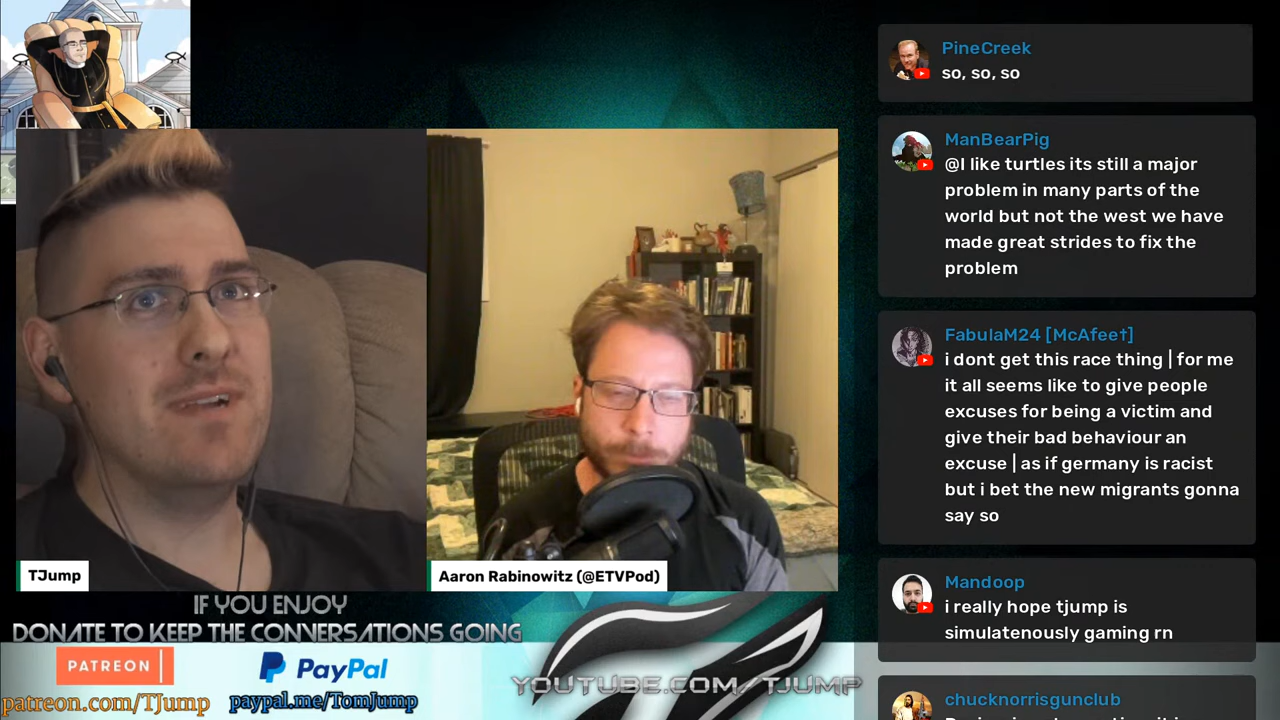 PineCreek
so, so, so
ManBearPig
@I like turtles its still a major
problem in many parts of the
world but not the west we have
made great strides to fix the
problem
FabulaM24 [McAfee†]
i dont get this race thing | for me
it all seems like to give people
excuses for being a victim and
give their bad behaviour an
excuse | as if germany is racist
but i bet the new migrants gonna
say so
Mandoop
i really hope tjump is
simulatenously gaming rn
chucknorrisgunclub
TJump
Aaron Rabinowitz (@ETVPod)
IF YOU ENJOY
DONATE TO KEEP THE CONVERSATIONS GOING
PATREON
PayPal
patreon.com/TJump
paypal.me/TomJump
YOUTUBE.COM/TJUMP